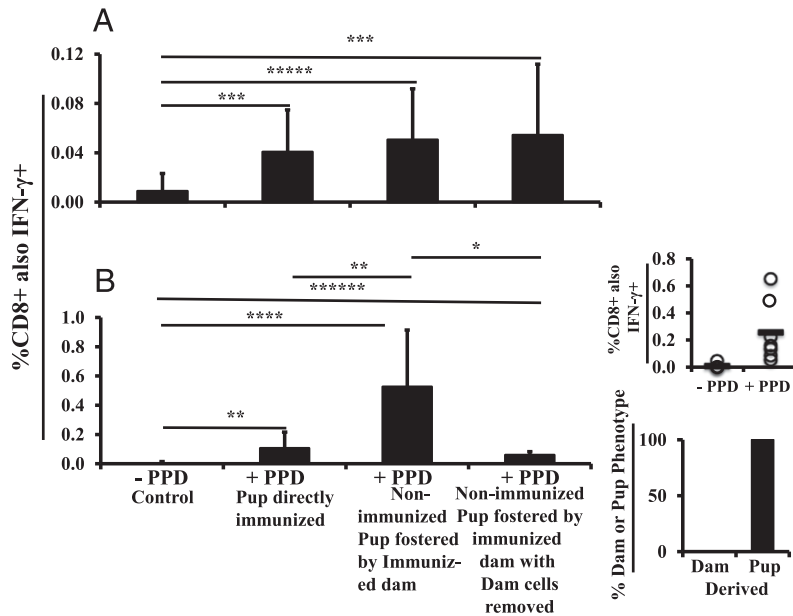 A
***
*****
***
0.12
0.08
0.04
0.00
%CD8+ also IFN-γ+
B
*
**
******
****
**
1.0
0.8
0.6
0.4
0.2
0.0
- PPD
Control
+ PPD
Pup directly
immunized
+ PPD
Non-
immunized
Pup fostered
by Immuniz-
ed dam
+ PPD
Non-immunized
Pup fostered by
immunized
dam with
Dam cells
removed
%CD8+ also
IFN-γ+
0.8
0.6
0.4
0.2
0.0
- PPD + PPD
% Dam or Pup Phenotype
100
50
0
Dam Pup
Derived